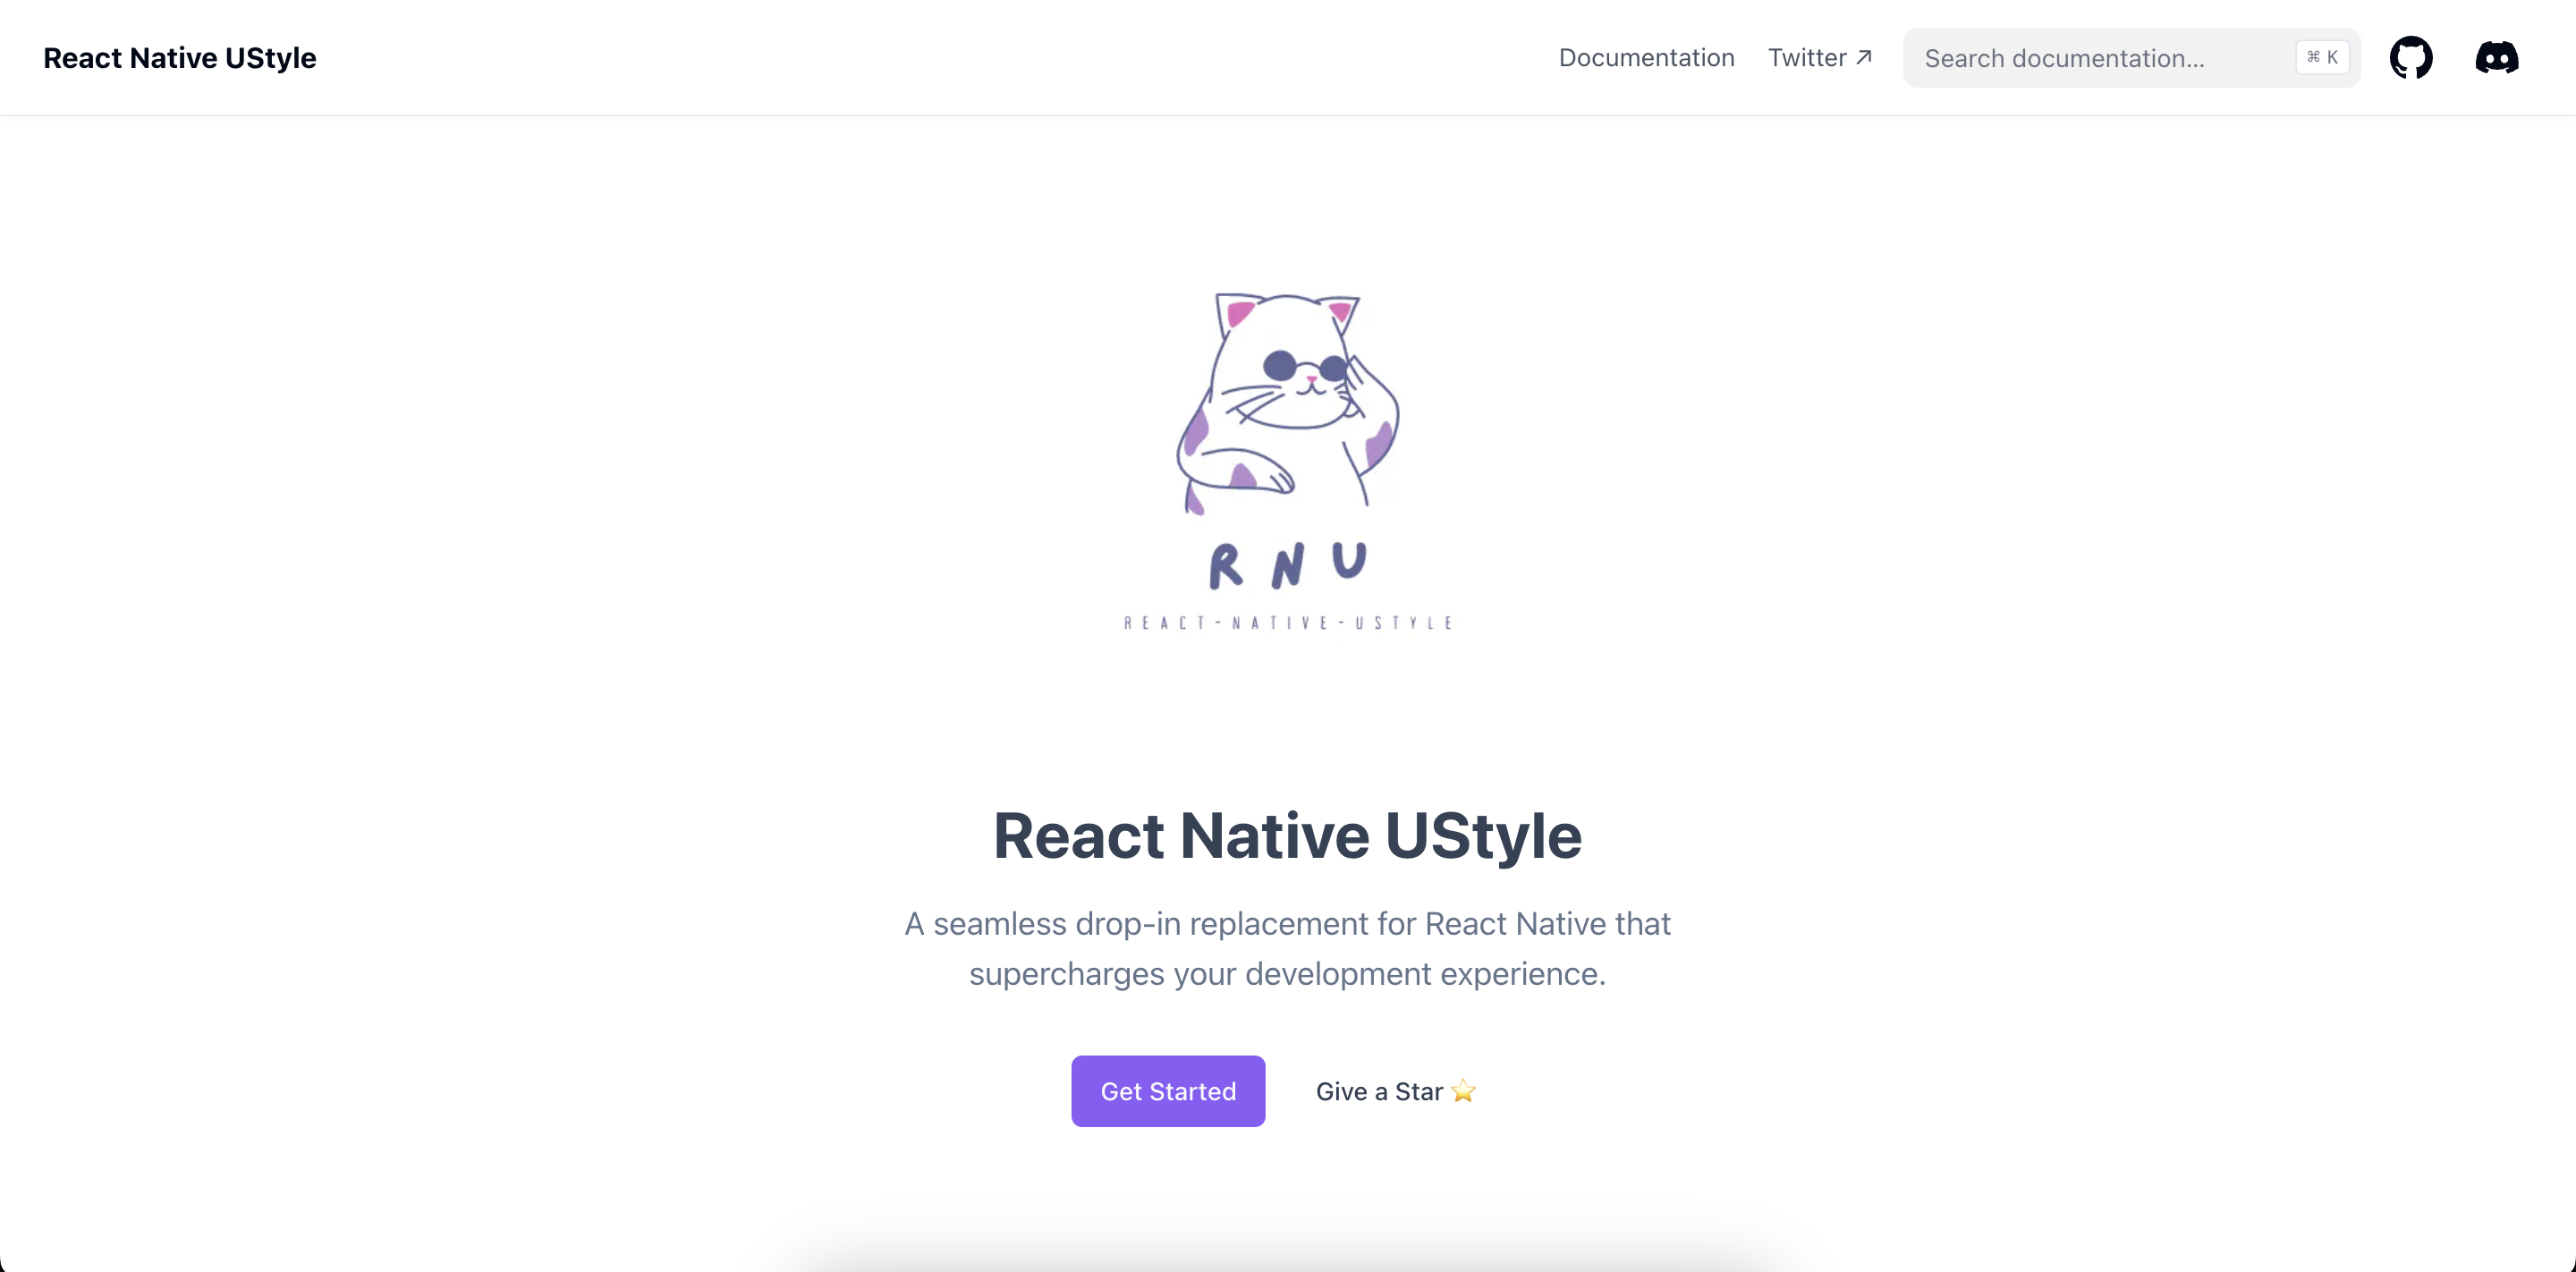 React Native UStyle
Documentation
Twitter ↗
Search documentation...
⌘ K
R N U
REACT-NATIVE-USTYLE
React Native UStyle
A seamless drop-in replacement for React Native that
supercharges your development experience.
Get Started
Give a Star ⭐